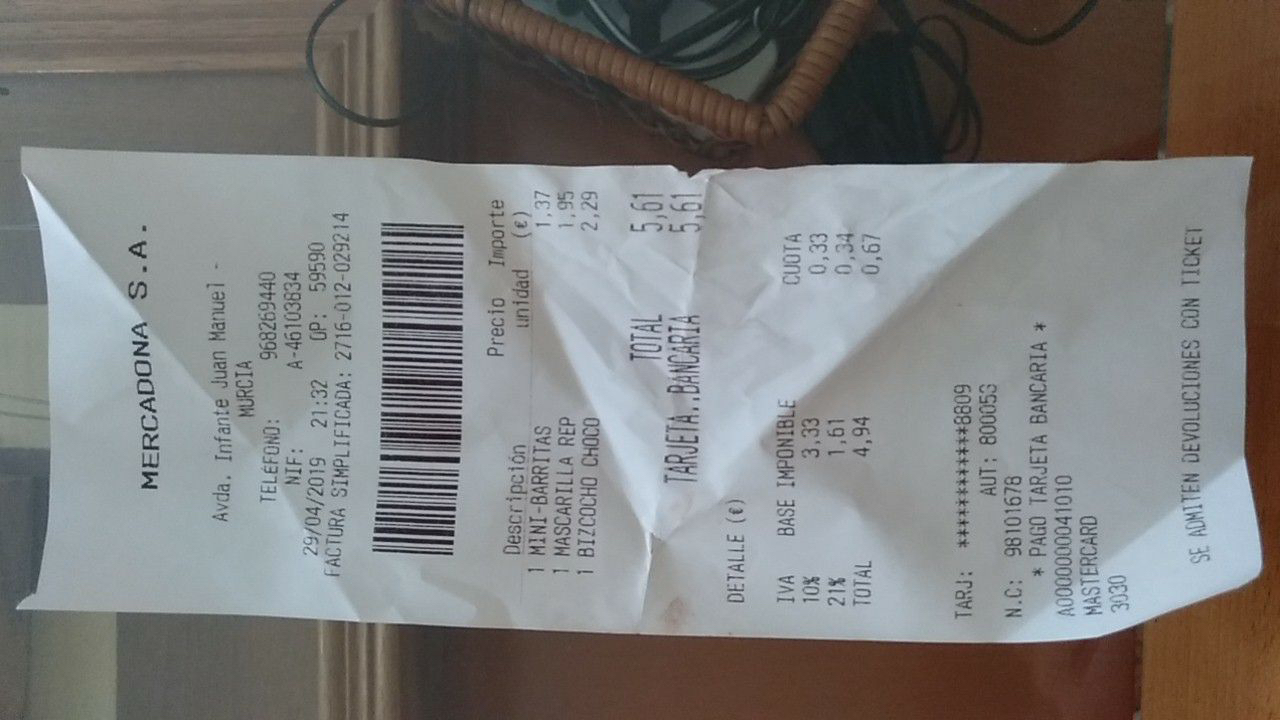 MERCADONA S.A.
Avda. Infante Juan Manuel -
MURCIA
TELÉFONO: 968269440
NIF: A-46103834
29/04/2019 21:32 OP: 59590
FACTURA SIMPLIFICADA: 2716-012-029214
Descripción Precio Importe
unidad (€)
1 MINI-BARRITAS 1,37
1 MASCARILLA REP 1,95
1 BIZCOCHO CHOCO 2,29
TOTAL 5,61
TARJETA..BANCARIA 5,61
DETALLE (€)
IVA BASE IMPONIBLE CUOTA
10% 3,33 0,33
21% 1,61 0,34
TOTAL 4,94 0,67
TARJ: ************8809
AUT: 80005G
N.C: 98101678
* PAGO TARJETA BANCARIA *
A0000000041010
MASTERCARD
3030
SE ADMITEN DEVOLUCIONES CON TICKET